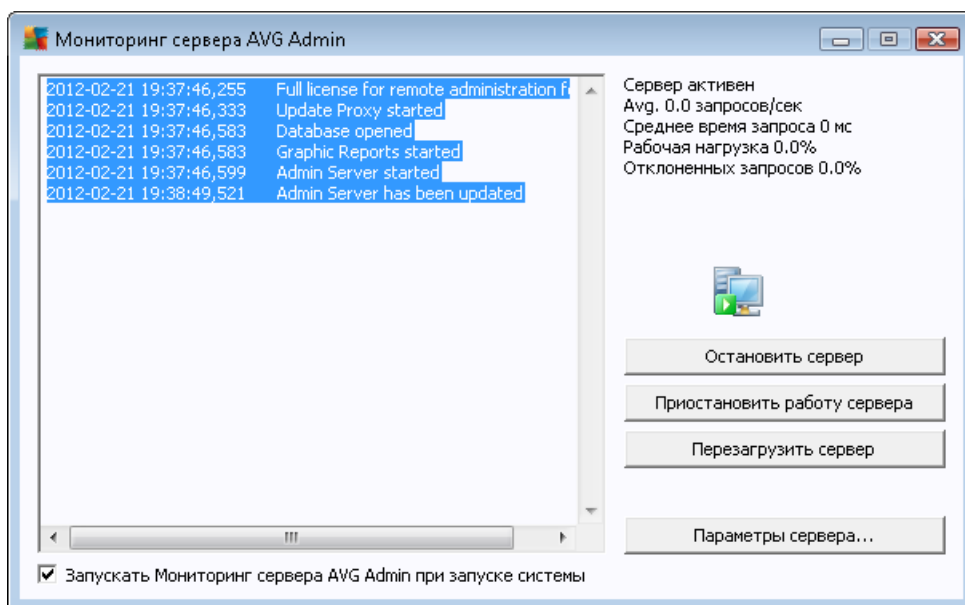 Мониторинг сервера AVG Admin
2012-02-21 19:37:46,255 Full license for remote administration
2012-02-21 19:37:46,333 Update Proxy started
2012-02-21 19:37:46,583 Database opened
2012-02-21 19:37:46,583 Graphic Reports started
2012-02-21 19:37:46,599 Admin Server started
2012-02-21 19:38:49,521 Admin Server has been updated
Сервер активен
Avg. 0.0 запросов/сек
Среднее время запроса 0 мс
Рабочая нагрузка 0.0%
Отклоненных запросов 0.0%
Остановить сервер
Приостановить работу сервера
Перезагрузить сервер
Параметры сервера...
Запускать Мониторинг сервера AVG Admin при запуске системы